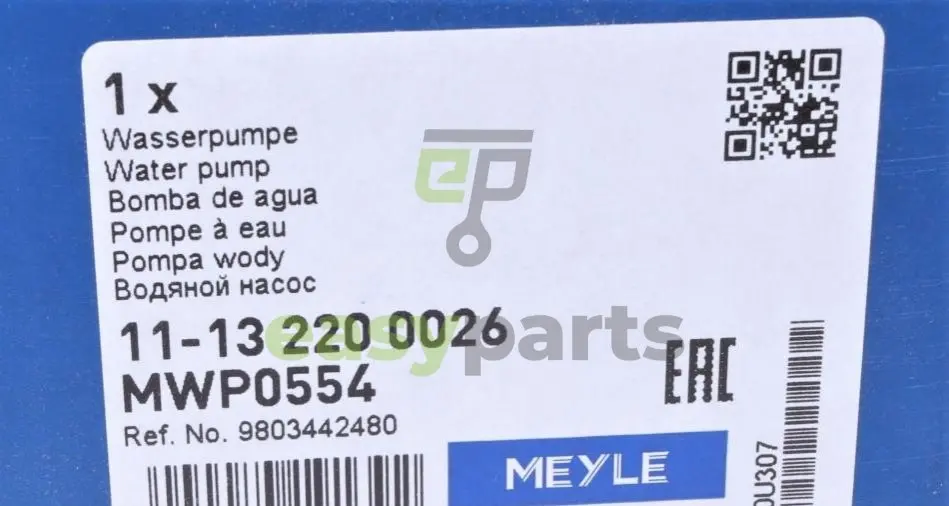 1 x
Wasserpumpe
Water pump
Bomba de agua
Pompe à eau
Pompa wody
Водяной насос
11-13 220 0026
MWP0554
Ref. No. 9803442480
MEYLE
EAC
ep
easyparts